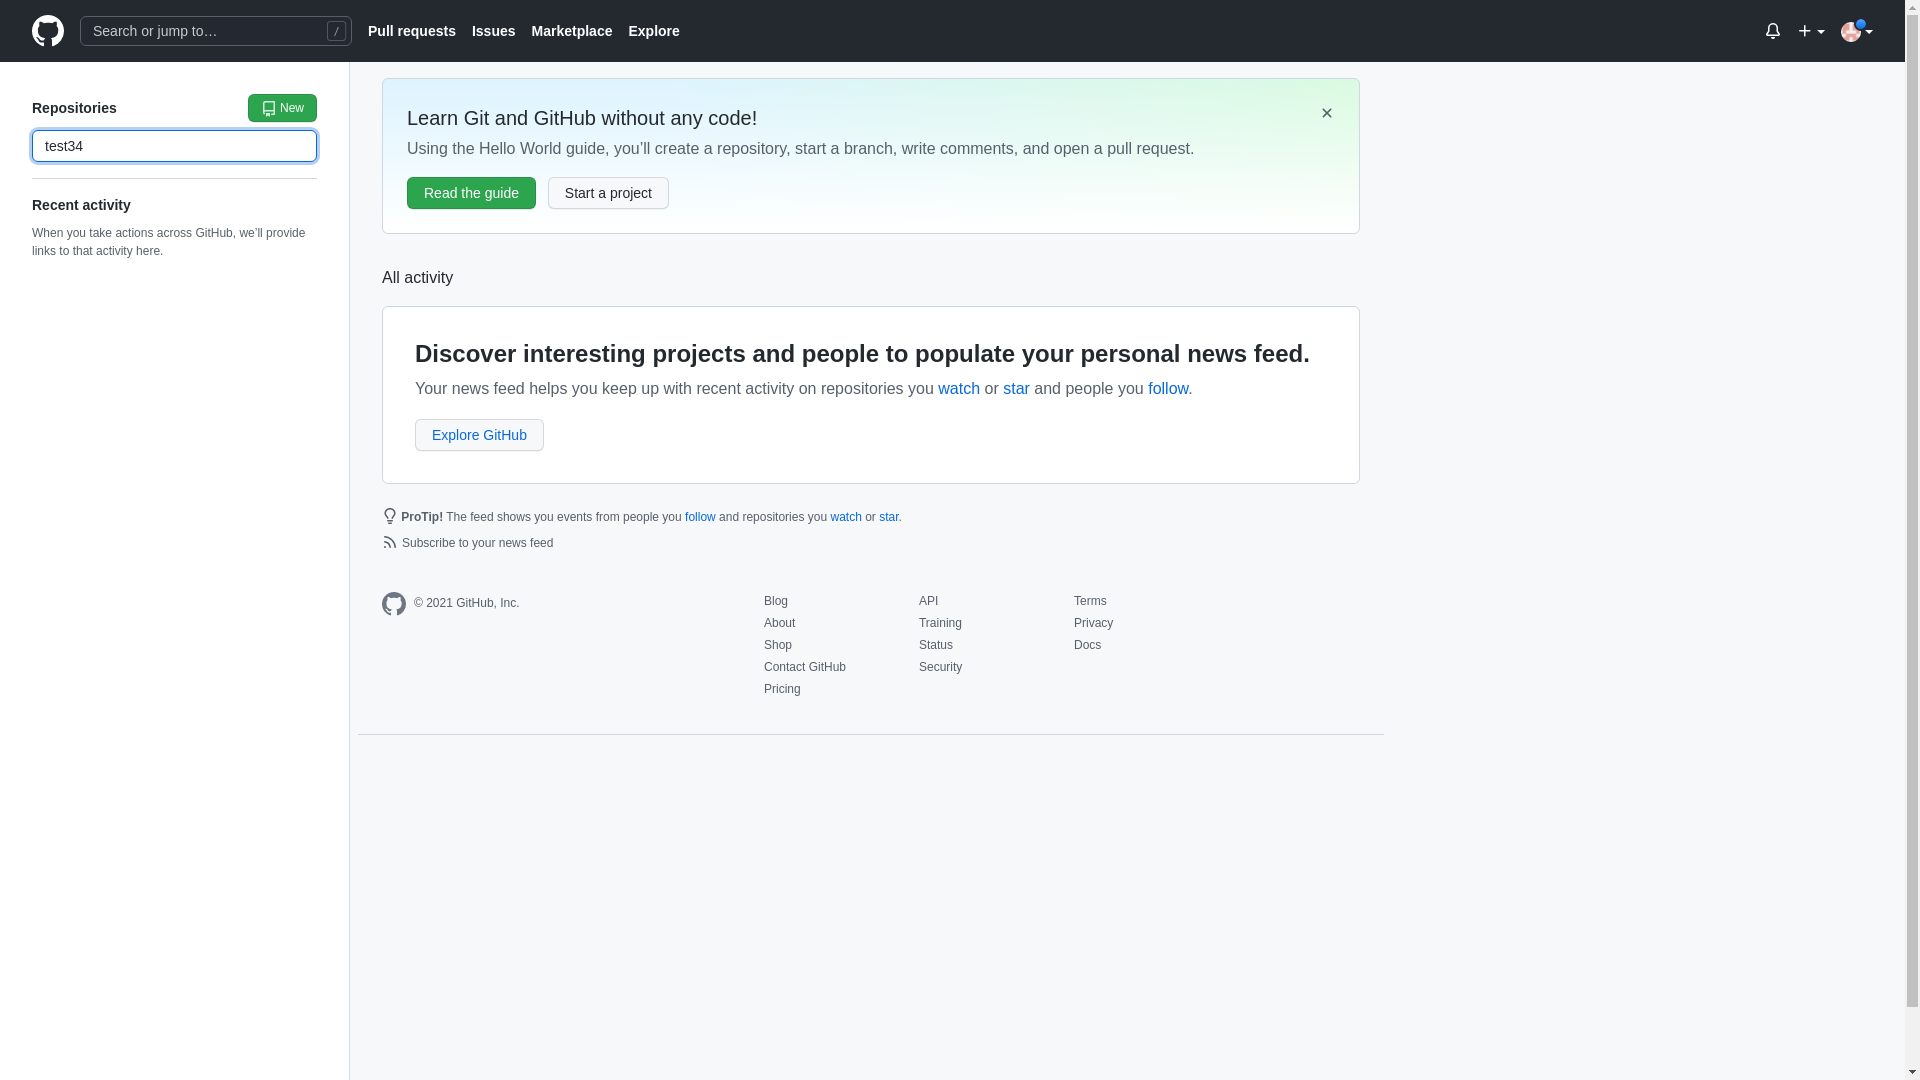 Search or jump to…
/
Pull requests
Issues
Marketplace
Explore
Repositories
New
test34
Recent activity
When you take actions across GitHub, we’ll provide
links to that activity here.
Learn Git and GitHub without any code!
Using the Hello World guide, you’ll create a repository, start a branch, write comments, and open a pull request.
Read the guide
Start a project
All activity
Discover interesting projects and people to populate your personal news feed.
Your news feed helps you keep up with recent activity on repositories you watch or star and people you follow.
Explore GitHub
ProTip! The feed shows you events from people you follow and repositories you watch or star.
Subscribe to your news feed
© 2021 GitHub, Inc.
Blog
About
Shop
Contact GitHub
Pricing
API
Training
Status
Security
Terms
Privacy
Docs